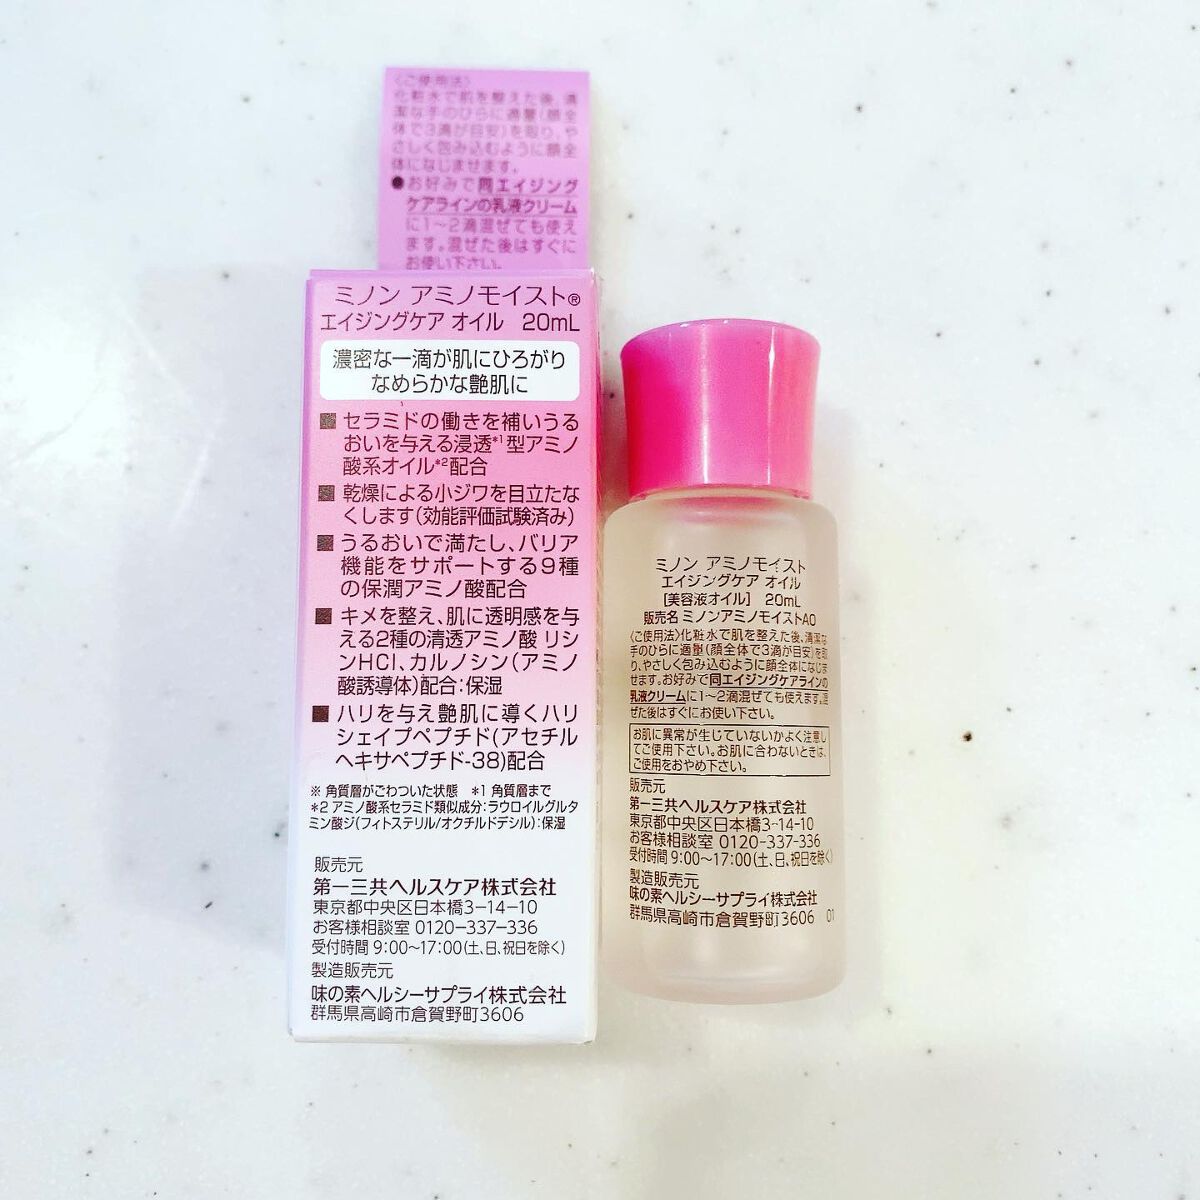 〈ご使用法〉
化粧水で肌を整えた後、清
潔な手のひらに適量(顔全
体で3滴が目安)を取り、や
さしく包み込むように顔全
体になじませます。
●お好みで同エイジング
ケアラインの乳液クリーム
に1〜2滴混ぜても使え
ます。混ぜた後はすぐに
お使い下さい。
ミノン アミノモイスト®
エイジングケア オイル 20mL
濃密な一滴が肌にひろがり
なめらかな艶肌に
■ セラミドの働きを補いうる
おいを与える浸透*1型アミノ
酸系オイル*2配合
■ 乾燥による小ジワを目立たな
くします(効能評価試験済み)
■ うるおいで満たし、バリア
機能をサポートする9種
の保潤アミノ酸配合
■ キメを整え、肌に透明感を与
える2種の清透アミノ酸 リシ
ンHCl、カルノシン(アミノ
酸誘導体)配合:保湿
■ ハリを与え艶肌に導くハリ
シェイプペプチド(アセチル
ヘキサペプチド-38)配合
※ 角質層がごわついた状態 *1 角質層まで
*2 アミノ酸系セラミド類似成分:ラウロイルグルタ
ミン酸ジ(フィトステリル/オクチルドデシル):保湿
販売元
第一三共ヘルスケア株式会社
東京都中央区日本橋3-14-10
お客様相談室 0120-337-336
受付時間 9:00〜17:00(土、日、祝日を除く)
製造販売元
味の素ヘルシーサプライ株式会社
群馬県高崎市倉賀野町3606
ミノン アミノモイスト
エイジングケア オイル
[美容液オイル] 20mL
販売名 ミノンアミノモイストAO
〈ご使用法〉化粧水で肌を整えた後、清潔な
手のひらに適量(顔全体で3滴が目安)を取
り、やさしく包み込むように顔全体になじま
せます。お好みで同エイジングケアラインの
乳液クリームに1〜2滴混ぜても使えます。混
ぜた後はすぐにお使い下さい。
お肌に異常が生じていないかよく注意し
てご使用下さい。お肌に合わないときは、
ご使用をおやめ下さい。
販売元
第一三共ヘルスケア株式会社
東京都中央区日本橋3-14-10
お客様相談室 0120-337-336
受付時間 9:00〜17:00(土、日、祝日を除く)
製造販売元
味の素ヘルシーサプライ株式会社
群馬県高崎市倉賀野町3606 01